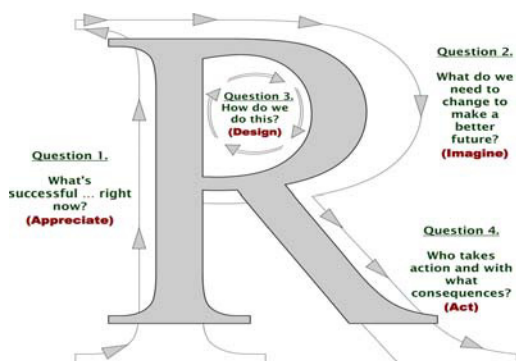 Question 1.
What's
successful ... right
now?
(Appreciate)
Question 2.
What do we
need to
change to
make a
better
future?
(Imagine)
Question 3.
How do we
do this?
(Design)
Question 4.
Who takes
action and with
what
consequences?
(Act)
R